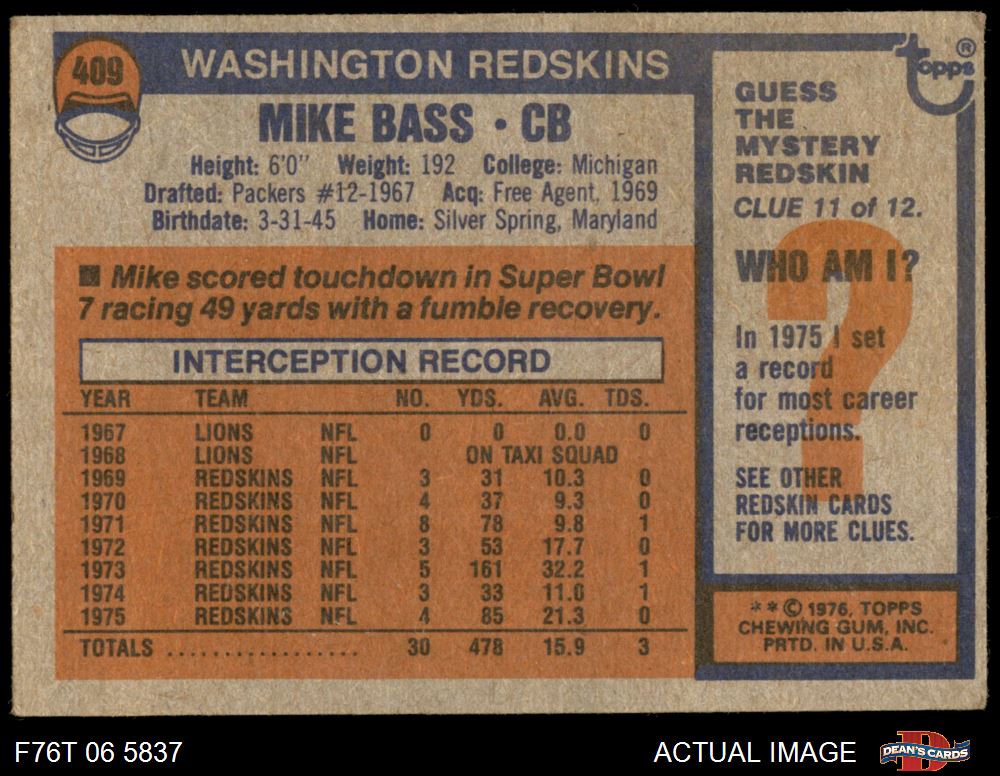 409
WASHINGTON REDSKINS
MIKE BASS • CB
Height: 6'0" Weight: 192 College: Michigan
Drafted: Packers #12-1967 Acq: Free Agent, 1969
Birthdate: 3-31-45 Home: Silver Spring, Maryland
■ Mike scored touchdown in Super Bowl
7 racing 49 yards with a fumble recovery.
INTERCEPTION RECORD
YEAR TEAM NO. YDS. AVG. TDS.
1967 LIONS NFL 0 0 0.0 0
1968 LIONS NFL ON TAXI SQUAD
1969 REDSKINS NFL 3 31 10.3 0
1970 REDSKINS NFL 4 37 9.3 0
1971 REDSKINS NFL 8 78 9.8 1
1972 REDSKINS NFL 3 53 17.7 0
1973 REDSKINS NFL 5 161 32.2 1
1974 REDSKINS NFL 3 33 11.0 1
1975 REDSKINS NFL 4 85 21.3 0
TOTALS .................. 30 478 15.9 3
topps ®
GUESS
THE
MYSTERY
REDSKIN
CLUE 11 of 12.
?
WHO AM I?
In 1975 I set
a record
for most career
receptions.
SEE OTHER
REDSKIN CARDS
FOR MORE CLUES.
** © 1976, TOPPS
CHEWING GUM, INC.
PRTD. IN U.S.A.
F76T 06 5837
ACTUAL IMAGE
D
DEAN'S CARDS